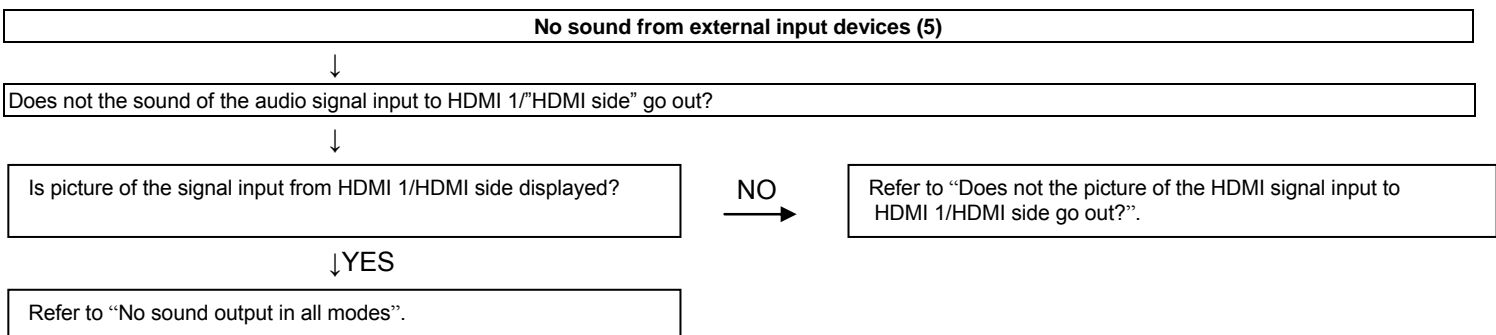 No sound from external input devices (5)
↓
Does not the sound of the audio signal input to HDMI 1/”HDMI side” go out?
↓
Is picture of the signal input from HDMI 1/HDMI side displayed?
NO
Refer to “Does not the picture of the HDMI signal input to
HDMI 1/HDMI side go out?”.
↓YES
Refer to “No sound output in all modes”.